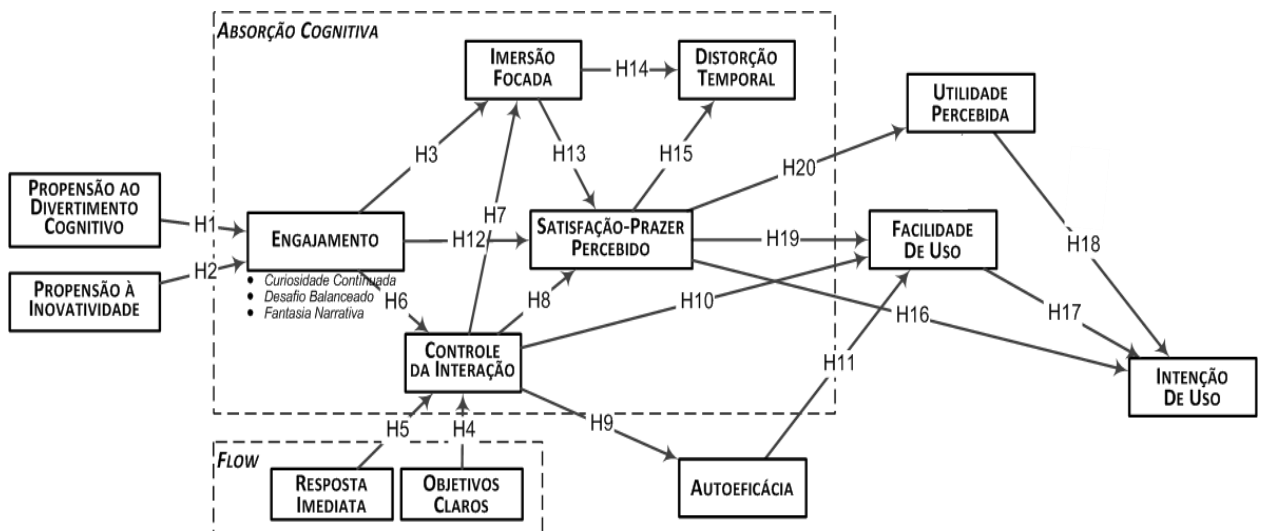 ABSORÇÃO COGNITIVA
IMERSÃO
FOCADA
H14
DISTORÇÃO
TEMPORAL
UTILIDADE
PERCEBIDA
H3
H13
H15
H20
PROPENSÃO AO
DIVERTIMENTO
COGNITIVO
H1
H7
ENGAJAMENTO
H12
SATISFAÇÃO-PRAZER
PERCEBIDO
H19
FACILIDADE
DE USO
H18
H2
PROPENSÃO À
INOVATIVIDADE
• Curiosidade Continuada
• Desafio Balanceado
• Fantasia Narrativa
H6
H8
H10
H16
H17
CONTROLE
DA INTERAÇÃO
H11
INTENÇÃO
DE USO
H5
H4
H9
FLOW
RESPOSTA
IMEDIATA
OBJETIVOS
CLAROS
AUTOEFICÁCIA